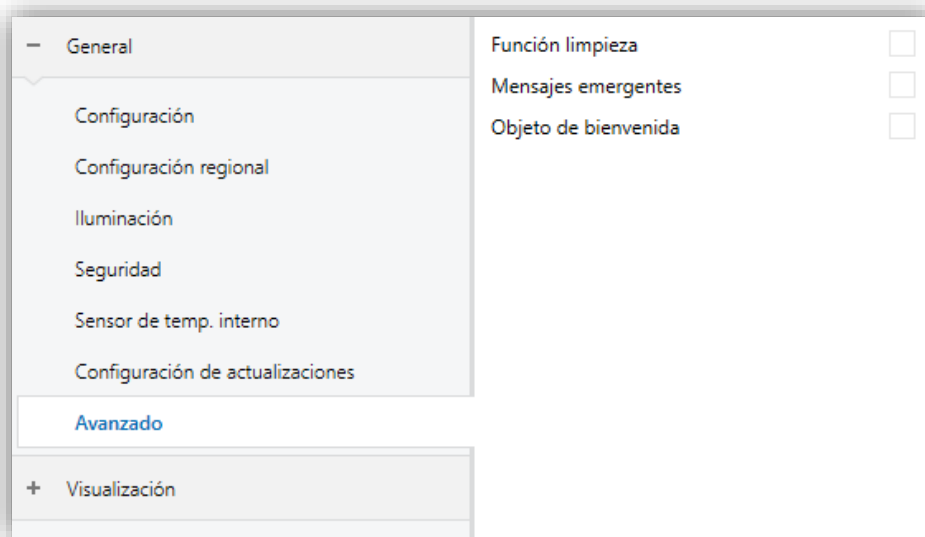 General
Configuración
Configuración regional
Iluminación
Seguridad
Sensor de temp. interno
Configuración de actualizaciones
Avanzado
Visualización
Función limpieza
Mensajes emergentes
Objeto de bienvenida